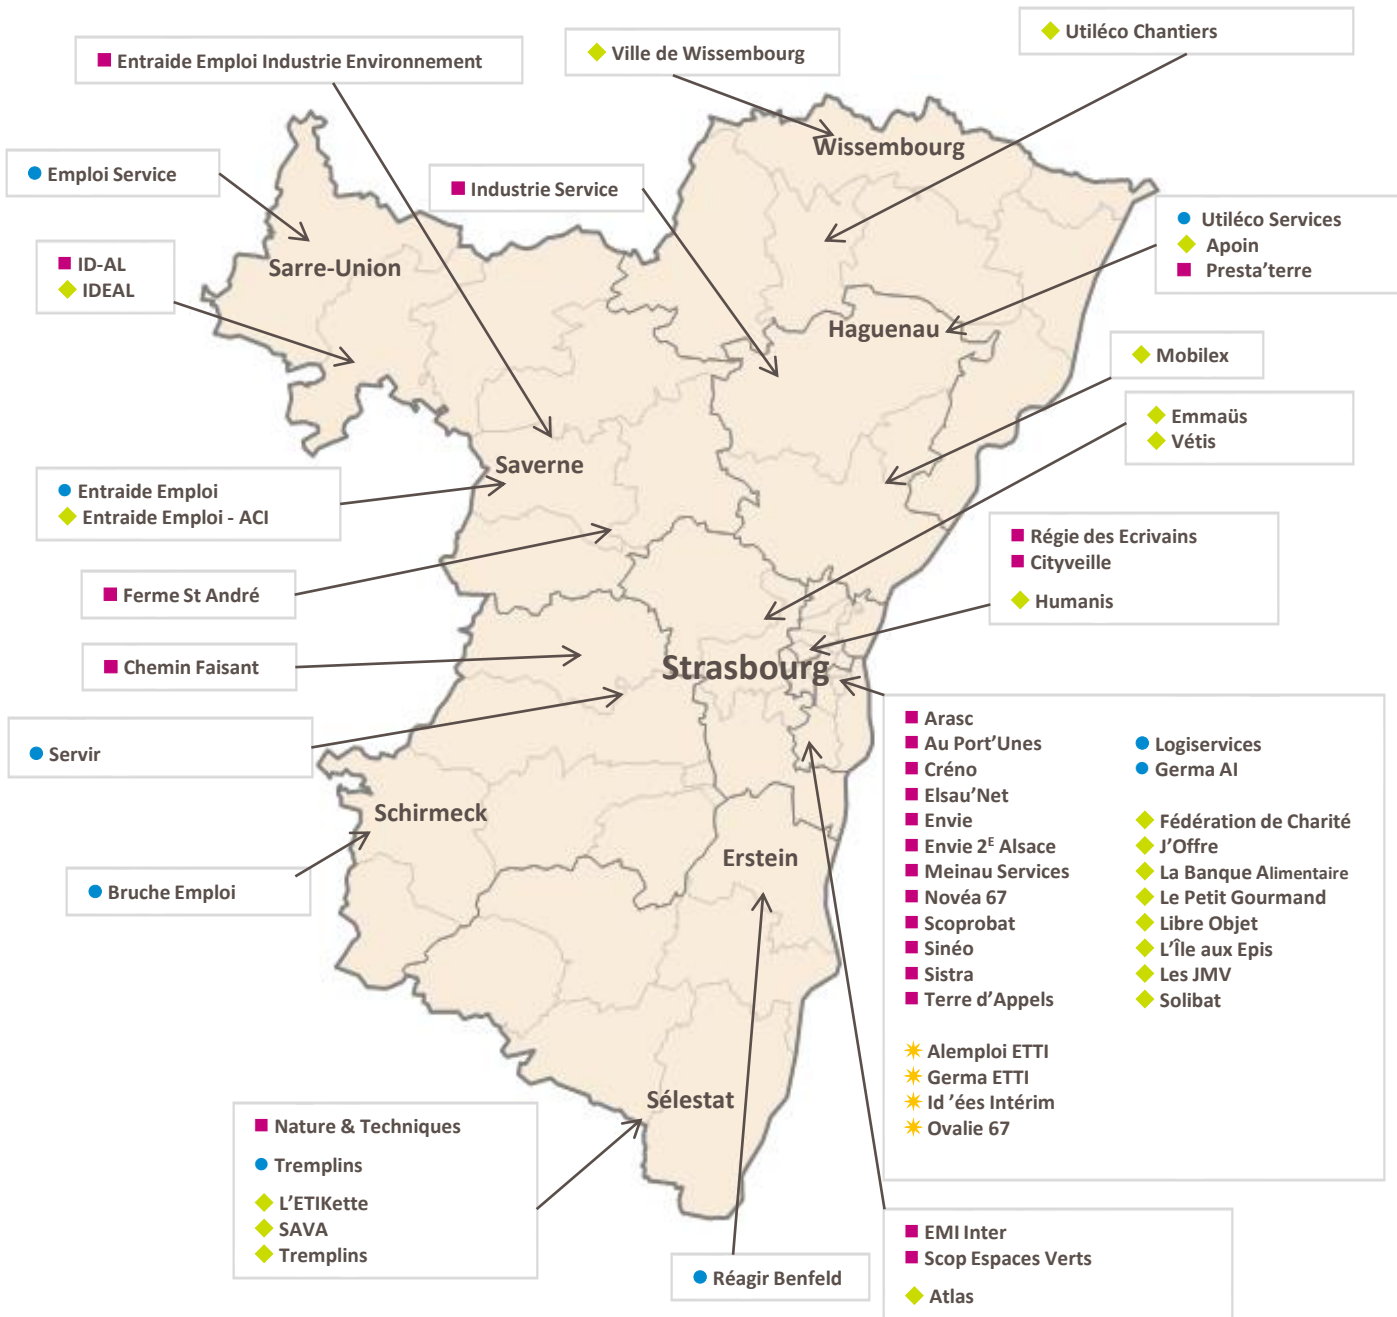 Utiléco Chantiers
Ville de Wissembourg
Entraide Emploi Industrie Environnement
Wissembourg
Emploi Service
Industrie Service
Utiléco Services
Apoin
Presta’terre
ID-AL
IDEAL
Sarre-Union
Haguenau
Mobilex
Emmaüs
Vétis
Saverne
Entraide Emploi
Entraide Emploi - ACI
Régie des Ecrivains
Cityveille
Humanis
Ferme St André
Chemin Faisant
Strasbourg
Servir
Arasc
Au Port’Unes
Créno
Elsau’Net
Envie
Envie 2E Alsace
Meinau Services
Novéa 67
Scoprobat
Sinéo
Sistra
Terre d’Appels
Alemploi ETTI
Germa ETTI
Id ’ées Intérim
Ovalie 67
Logiservices
Germa AI
Fédération de Charité
J’Offre
La Banque Alimentaire
Le Petit Gourmand
Libre Objet
L’Île aux Epis
Les JMV
Solibat
Schirmeck
Erstein
Bruche Emploi
Sélestat
Nature & Techniques
Tremplins
L’ETIKette
SAVA
Tremplins
Réagir Benfeld
EMI Inter
Scop Espaces Verts
Atlas